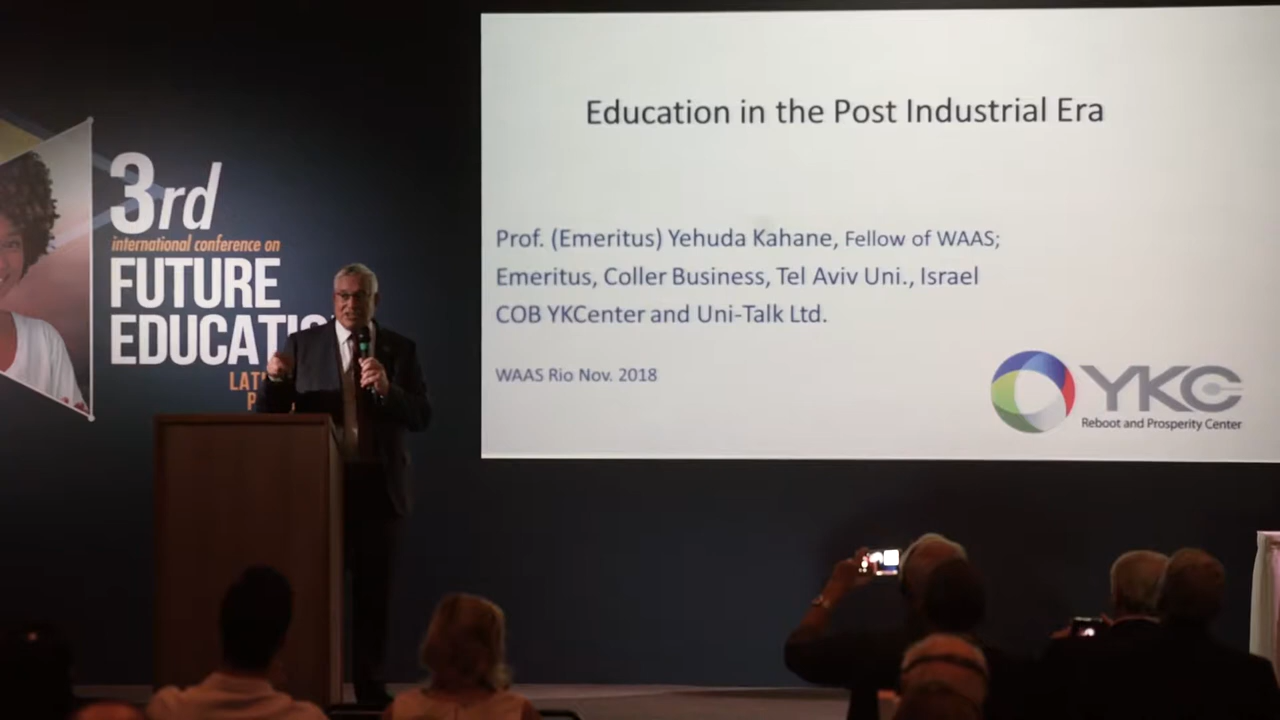 3rd
international conference on
FUTURE
EDUCATIO
LATI
P
Education in the Post Industrial Era
Prof. (Emeritus) Yehuda Kahane, Fellow of WAAS;
Emeritus, Coller Business, Tel Aviv Uni., Israel
COB YKCenter and Uni-Talk Ltd.
WAAS Rio Nov. 2018
YKC
Reboot and Prosperity Center